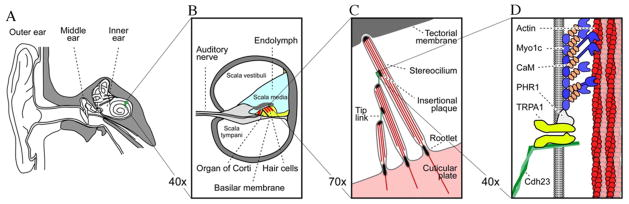 A
Outer ear
Middle
ear
Inner
ear
40x
B
Auditory
nerve
Endolymph
Scala vestibuli
Scala media
Scala
tympani
Organ of Corti
Hair cells
Basilar membrane
70x
C
Tectorial
membrane
Stereocilium
Insertional
plaque
Tip
link
Rootlet
Cuticular
plate
40x
D
Actin
Myo1c
CaM
PHR1
TRPA1
Cdh23